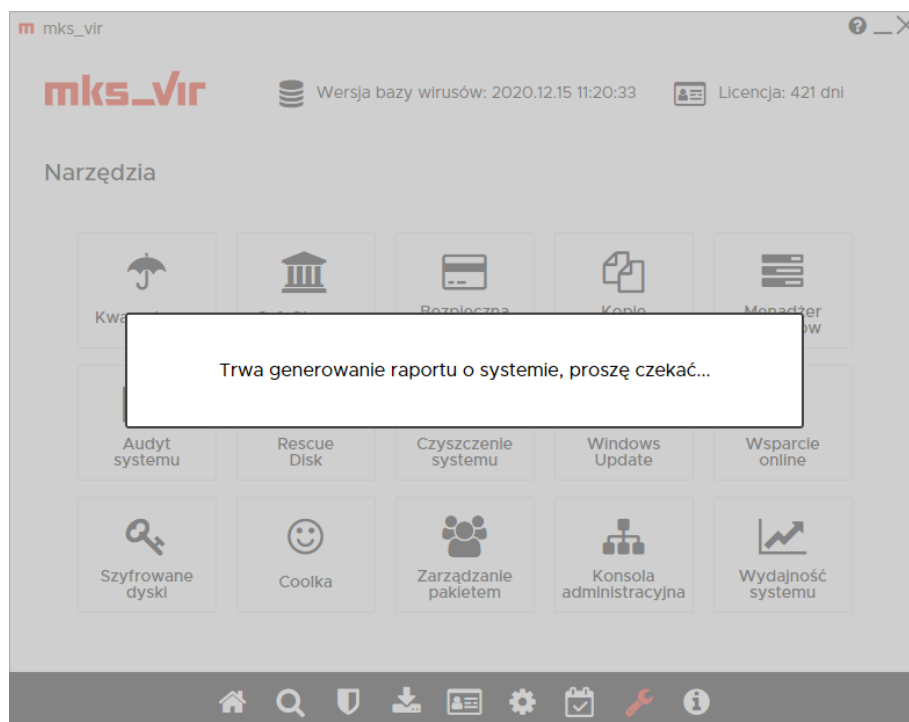 mks_vir
mks_vir
Wersja bazy wirusów: 2020.12.15 11:20:33
Licencja: 421 dni
Narzędzia
Trwa generowanie raportu o systemie, proszę czekać...
Audyt
systemu
Rescue
Disk
Czyszczenie
systemu
Windows
Update
Wsparcie
online
Szyfrowane
dyski
Coolka
Zarządzanie
pakietem
Konsola
administracyjna
Wydajność
systemu